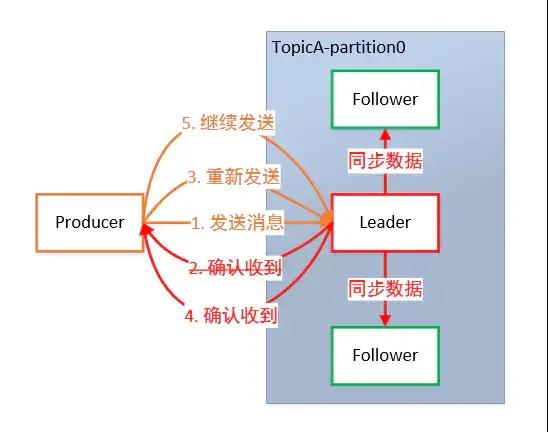 TopicA-partition0
Follower
5. 继续发送
同步数据
3. 重新发送
Producer
1. 发送消息
Leader
2. 确认收到
同步数据
4. 确认收到
Follower